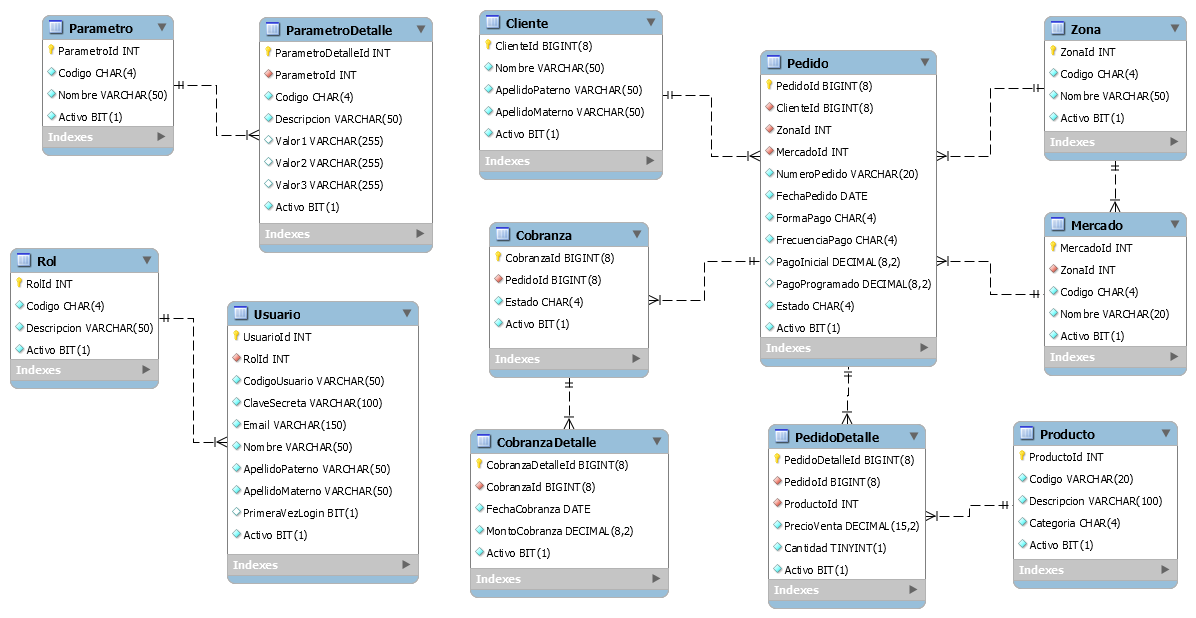 Parametro
ParametroId INT
Codigo CHAR(4)
Nombre VARCHAR(50)
Activo BIT(1)
Indexes
ParametroDetalle
ParametroDetalleId INT
ParametroId INT
Codigo CHAR(4)
Descripcion VARCHAR(50)
Valor1 VARCHAR(255)
Valor2 VARCHAR(255)
Valor3 VARCHAR(255)
Activo BIT(1)
Indexes
Cliente
ClienteId BIGINT(8)
Nombre VARCHAR(50)
ApellidoPaterno VARCHAR(50)
ApellidoMaterno VARCHAR(50)
Activo BIT(1)
Indexes
Pedido
PedidoId BIGINT(8)
ClienteId BIGINT(8)
ZonaId INT
MercadoId INT
NumeroPedido VARCHAR(20)
FechaPedido DATE
FormaPago CHAR(4)
FrecuenciaPago CHAR(4)
PagoInicial DECIMAL(8,2)
PagoProgramado DECIMAL(8,2)
Estado CHAR(4)
Activo BIT(1)
Indexes
Zona
ZonaId INT
Codigo CHAR(4)
Nombre VARCHAR(50)
Activo BIT(1)
Indexes
Mercado
MercadoId INT
ZonaId INT
Codigo CHAR(4)
Nombre VARCHAR(20)
Activo BIT(1)
Indexes
Rol
RolId INT
Codigo CHAR(4)
Descripcion VARCHAR(50)
Activo BIT(1)
Indexes
Usuario
UsuarioId INT
RolId INT
CodigoUsuario VARCHAR(50)
ClaveSecreta VARCHAR(100)
Email VARCHAR(150)
Nombre VARCHAR(50)
ApellidoPaterno VARCHAR(50)
ApellidoMaterno VARCHAR(50)
PrimeraVezLogin BIT(1)
Activo BIT(1)
Indexes
Cobranza
CobranzaId BIGINT(8)
PedidoId BIGINT(8)
Estado CHAR(4)
Activo BIT(1)
Indexes
CobranzaDetalle
CobranzaDetalleId BIGINT(8)
CobranzaId BIGINT(8)
FechaCobranza DATE
MontoCobranza DECIMAL(8,2)
Activo BIT(1)
Indexes
PedidoDetalle
PedidoDetalleId BIGINT(8)
PedidoId BIGINT(8)
ProductoId INT
PrecioVenta DECIMAL(15,2)
Cantidad TINYINT(1)
Activo BIT(1)
Indexes
Producto
ProductoId INT
Codigo VARCHAR(20)
Descripcion VARCHAR(100)
Categoria CHAR(4)
Activo BIT(1)
Indexes